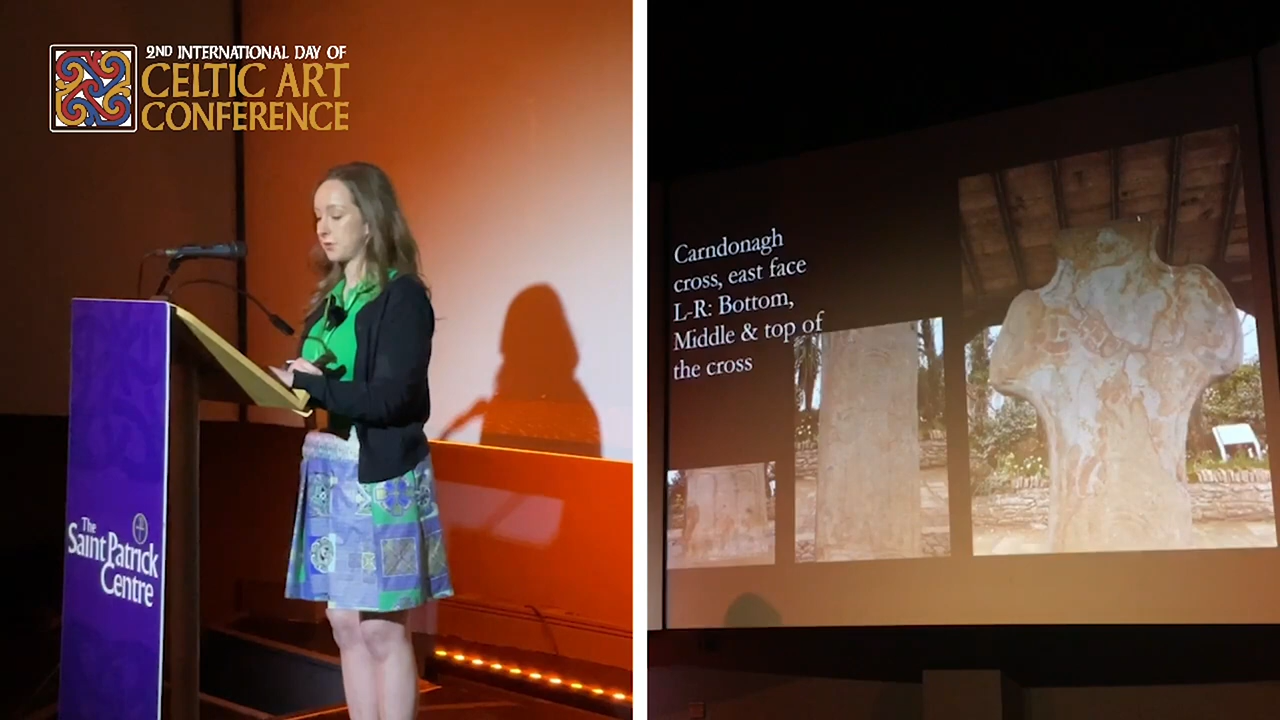 2ND INTERNATIONAL DAY OF
CELTIC ART
CONFERENCE
The
Saint Patrick
Centre
Carndonagh
cross, east face
L-R: Bottom,
Middle & top of
the cross